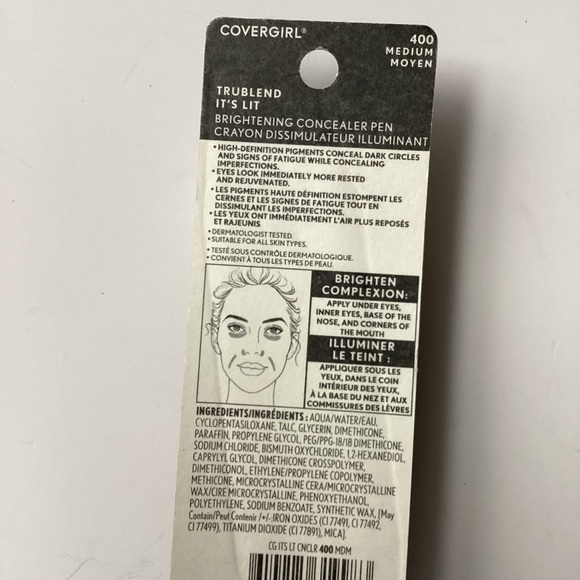 COVERGIRL®
400
MEDIUM
MOYEN
TRUBLEND
IT'S LIT
BRIGHTENING CONCEALER PEN
CRAYON DISSIMULATEUR ILLUMINANT
• HIGH-DEFINITION PIGMENTS CONCEAL DARK CIRCLES
AND SIGNS OF FATIGUE WHILE CONCEALING
IMPERFECTIONS.
• EYES LOOK IMMEDIATELY MORE RESTED
AND REJUVENATED.
• LES PIGMENTS HAUTE DÉFINITION ESTOMPENT LES
CERNES ET LES SIGNES DE FATIGUE TOUT EN
DISSIMULANT LES IMPERFECTIONS.
• LES YEUX ONT IMMÉDIATEMENT L'AIR PLUS REPOSÉS
ET RAJEUNIS
• DERMATOLOGIST TESTED.
• SUITABLE FOR ALL SKIN TYPES.
• TESTÉ SOUS CONTRÔLE DERMATOLOGIQUE.
• CONVIENT À TOUS LES TYPES DE PEAU.
BRIGHTEN
COMPLEXION:
APPLY UNDER EYES,
INNER EYES, BASE OF THE
NOSE, AND CORNERS OF
THE MOUTH
ILLUMINER
LE TEINT :
APPLIQUER SOUS LES
YEUX, DANS LE COIN
INTÉRIEUR DES YEUX,
À LA BASE DU NEZ ET AUX
COMMISSURES DES LÈVRES
INGREDIENTS/INGRÉDIENTS : AQUA/WATER/EAU,
CYCLOPENTASILOXANE, TALC, GLYCERIN, DIMETHICONE,
PARAFFIN, PROPYLENE GLYCOL, PEG/PPG-18/18 DIMETHICONE,
SODIUM CHLORIDE, BISMUTH OXYCHLORIDE, 1,2-HEXANEDIOL,
CAPRYLYL GLYCOL, DIMETHICONE CROSSPOLYMER,
DIMETHICONOL, ETHYLENE/PROPYLENE COPOLYMER,
METHICONE, MICROCRYSTALLINE CERA/MICROCRYSTALLINE
WAX/CIRE MICROCRYSTALLINE, PHENOXYETHANOL,
POLYETHYLENE, SODIUM BENZOATE, SYNTHETIC WAX, [May
Contain/Peut Contenir /+/-:IRON OXIDES (CI 77491, CI 77492,
CI 77499), TITANIUM DIOXIDE (CI 77891), MICA].
CG ITS LT CNCLR 400 MDM